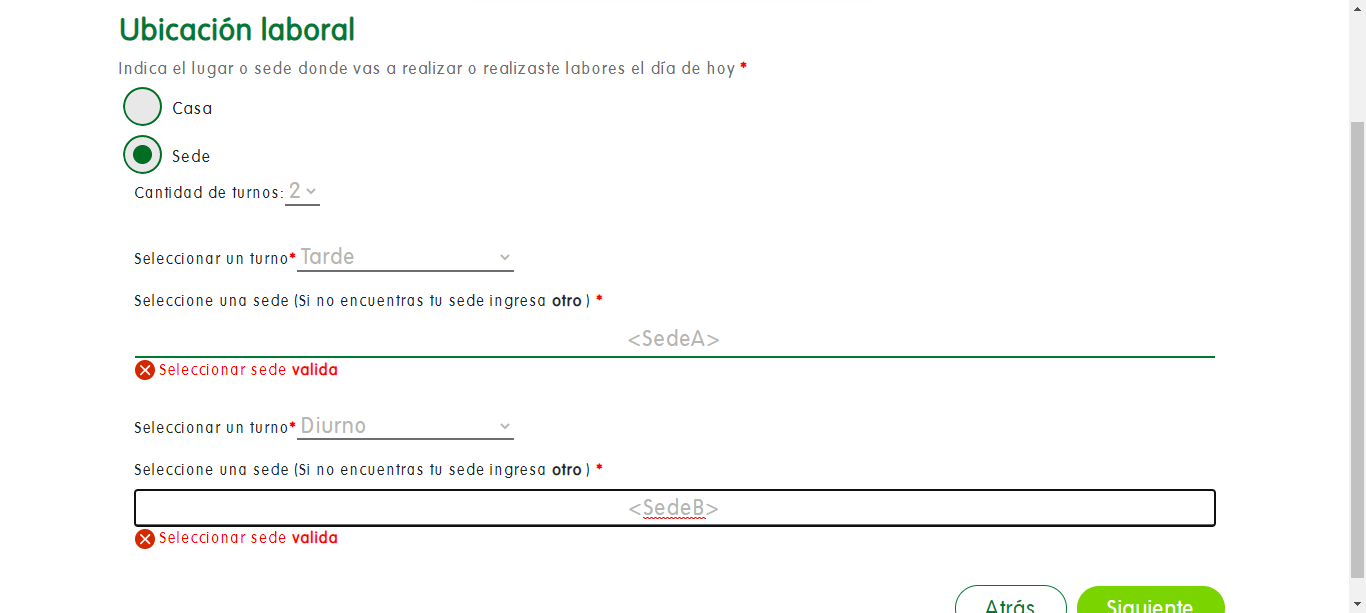 Ubicación laboral
Indica el lugar o sede donde vas a realizar o realizaste labores el día de hoy *
Casa
Sede
Cantidad de turnos: 2
Seleccionar un turno* Tarde
Seleccione una sede (Si no encuentras tu sede ingresa otro ) *
<SedeA>
Seleccionar sede valida
Seleccionar un turno* Diurno
Seleccione una sede (Si no encuentras tu sede ingresa otro ) *
<SedeB>
Seleccionar sede valida
Atrás Siguiente